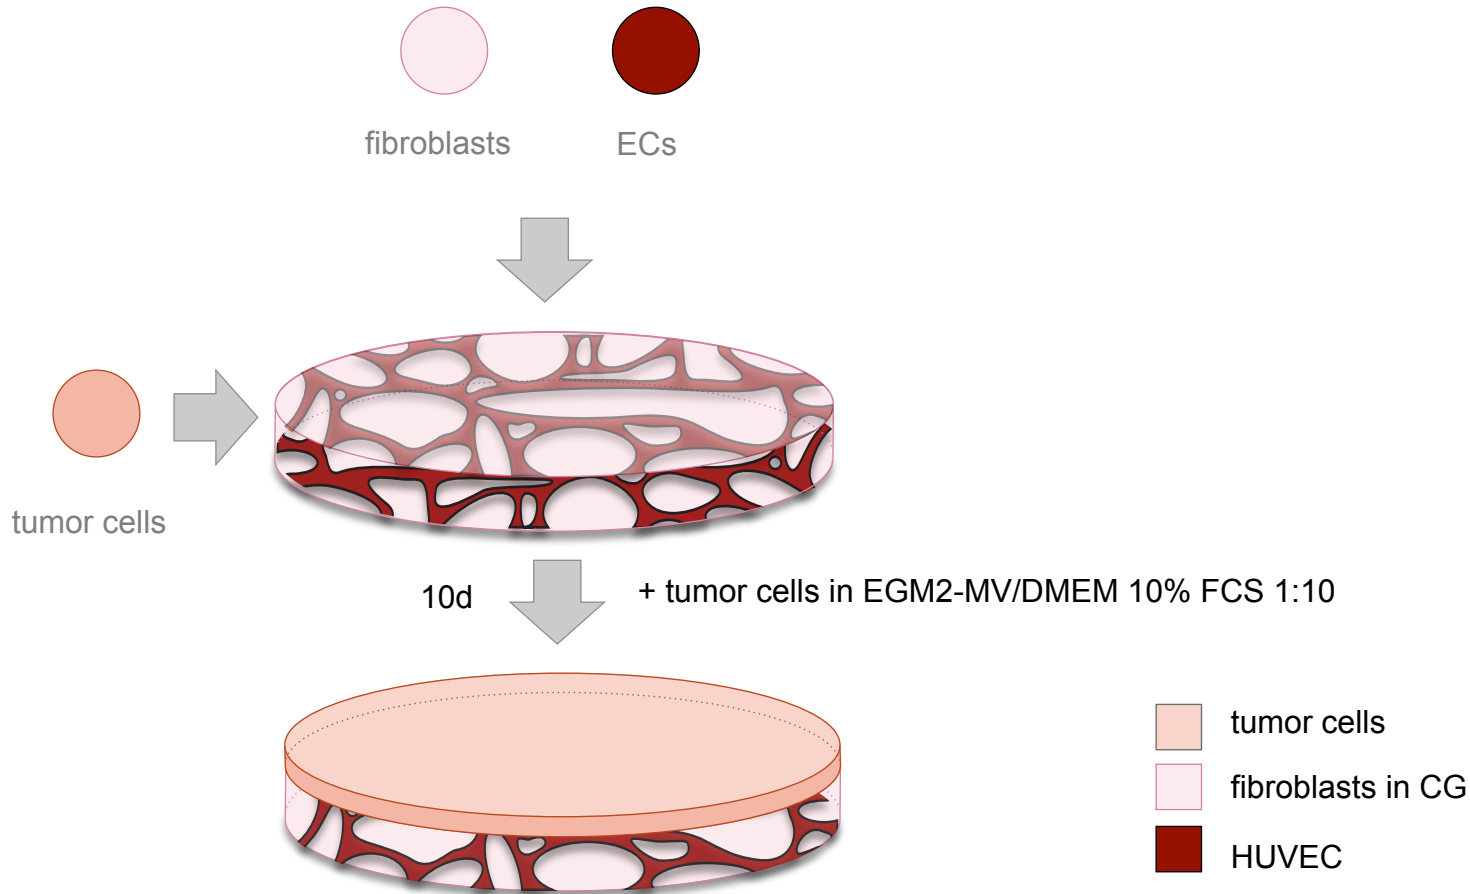 fibroblasts
ECs
tumor cells
10d
+ tumor cells in EGM2-MV/DMEM 10% FCS 1:10
tumor cells
fibroblasts in CG
HUVEC